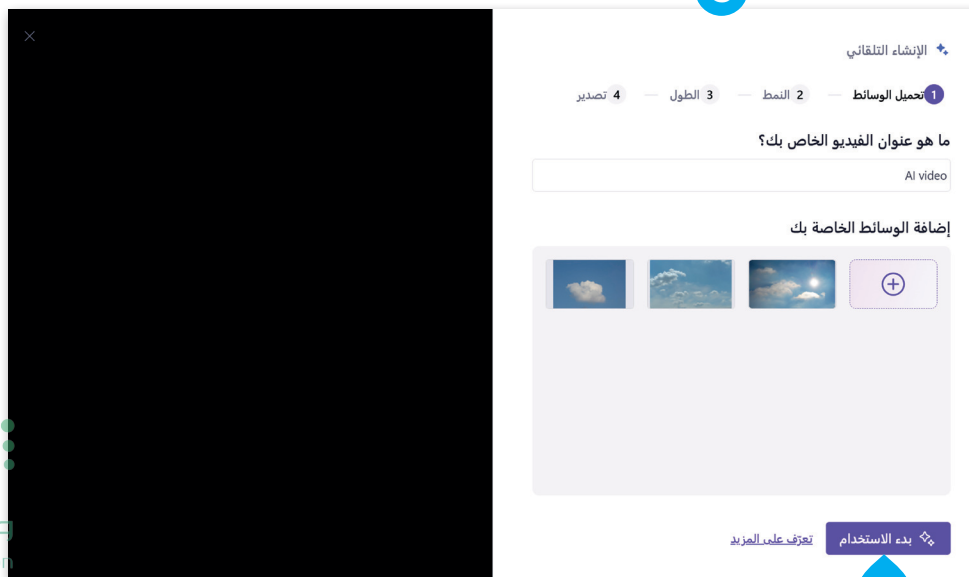 الإنشاء التلقائي
1 تحميل الوسائط — 2 النمط — 3 الطول — 4 تصدير
ما هو عنوان الفيديو الخاص بك؟
AI video
إضافة الوسائط الخاصة بك
بدء الاستخدام تعرّف على المزيد